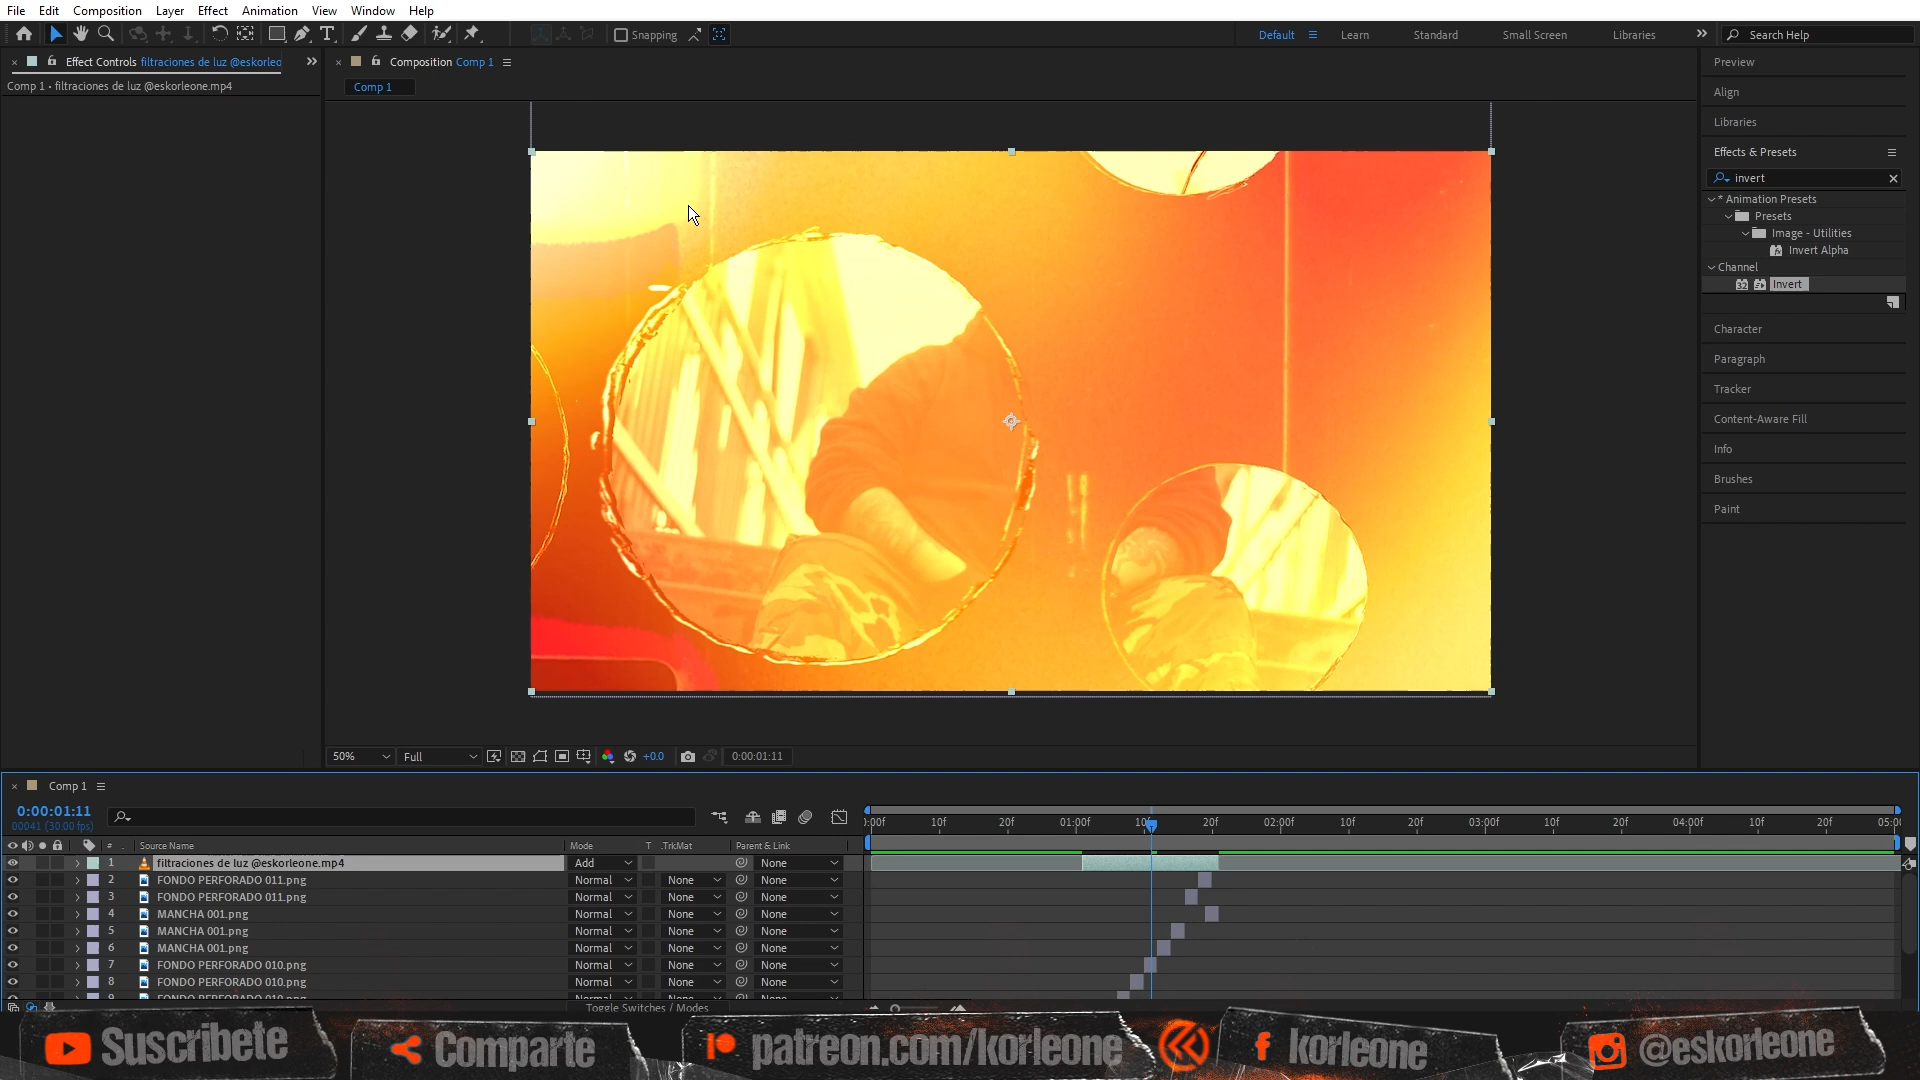 File Edit Composition Layer Effect Animation View Window Help
Snapping
Default Learn Standard Small Screen Libraries
Search Help
Effect Controls filtraciones de luz @eskorleo
Comp 1 • filtraciones de luz @eskorleone.mp4
Composition Comp 1
Comp 1
50% Full +0.0 0:00:01:11
Preview
Align
Libraries
Effects & Presets
invert
* Animation Presets
Presets
Image - Utilities
Invert Alpha
Channel
32 Invert
Character
Paragraph
Tracker
Content-Aware Fill
Info
Brushes
Paint
Comp 1
0:00:01:11
00041 (30.00 fps)
:00f 10f 20f 01:00f 10 20f 02:00f 10f 20f 03:00f 10f 20f 04:00f 10f 20f 05:00
# . Source Name Mode T .TrkMat Parent & Link
1 filtraciones de luz @eskorleone.mp4 Add None
2 FONDO PERFORADO 011.png Normal None None
3 FONDO PERFORADO 011.png Normal None None
4 MANCHA 001.png Normal None None
5 MANCHA 001.png Normal None None
6 MANCHA 001.png Normal None None
7 FONDO PERFORADO 010.png Normal None None
8 FONDO PERFORADO 010.png Normal None None
9 FONDO PERFORADO 010.png Normal None None
Toggle Switches / Modes
Suscribete Comparte patreon.com/korleone korleone @eskorleone